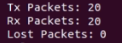 Tx Packets: 20
Rx Packets: 20
Lost Packets: 0